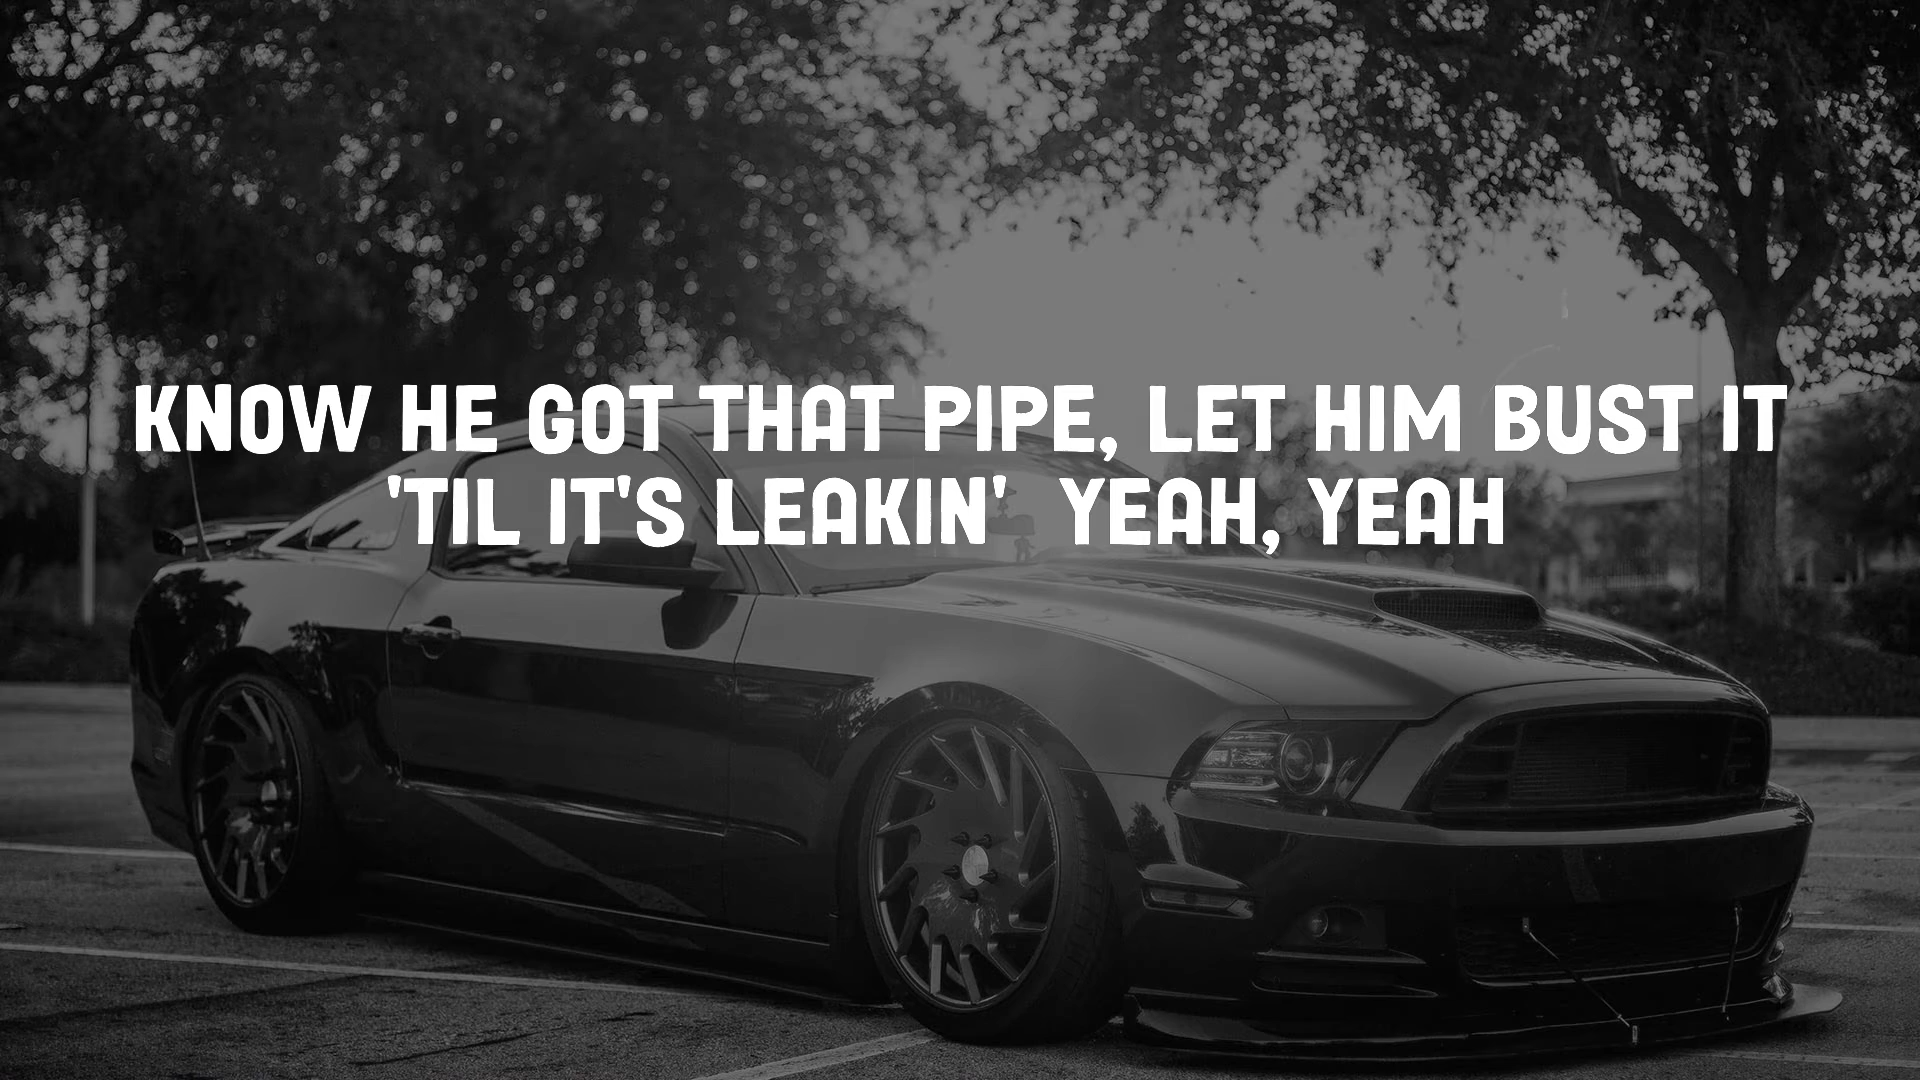 KNOW HE GOT THAT PIPE, LET HIM BUST IT
'TIL IT'S LEAKIN'  YEAH, YEAH